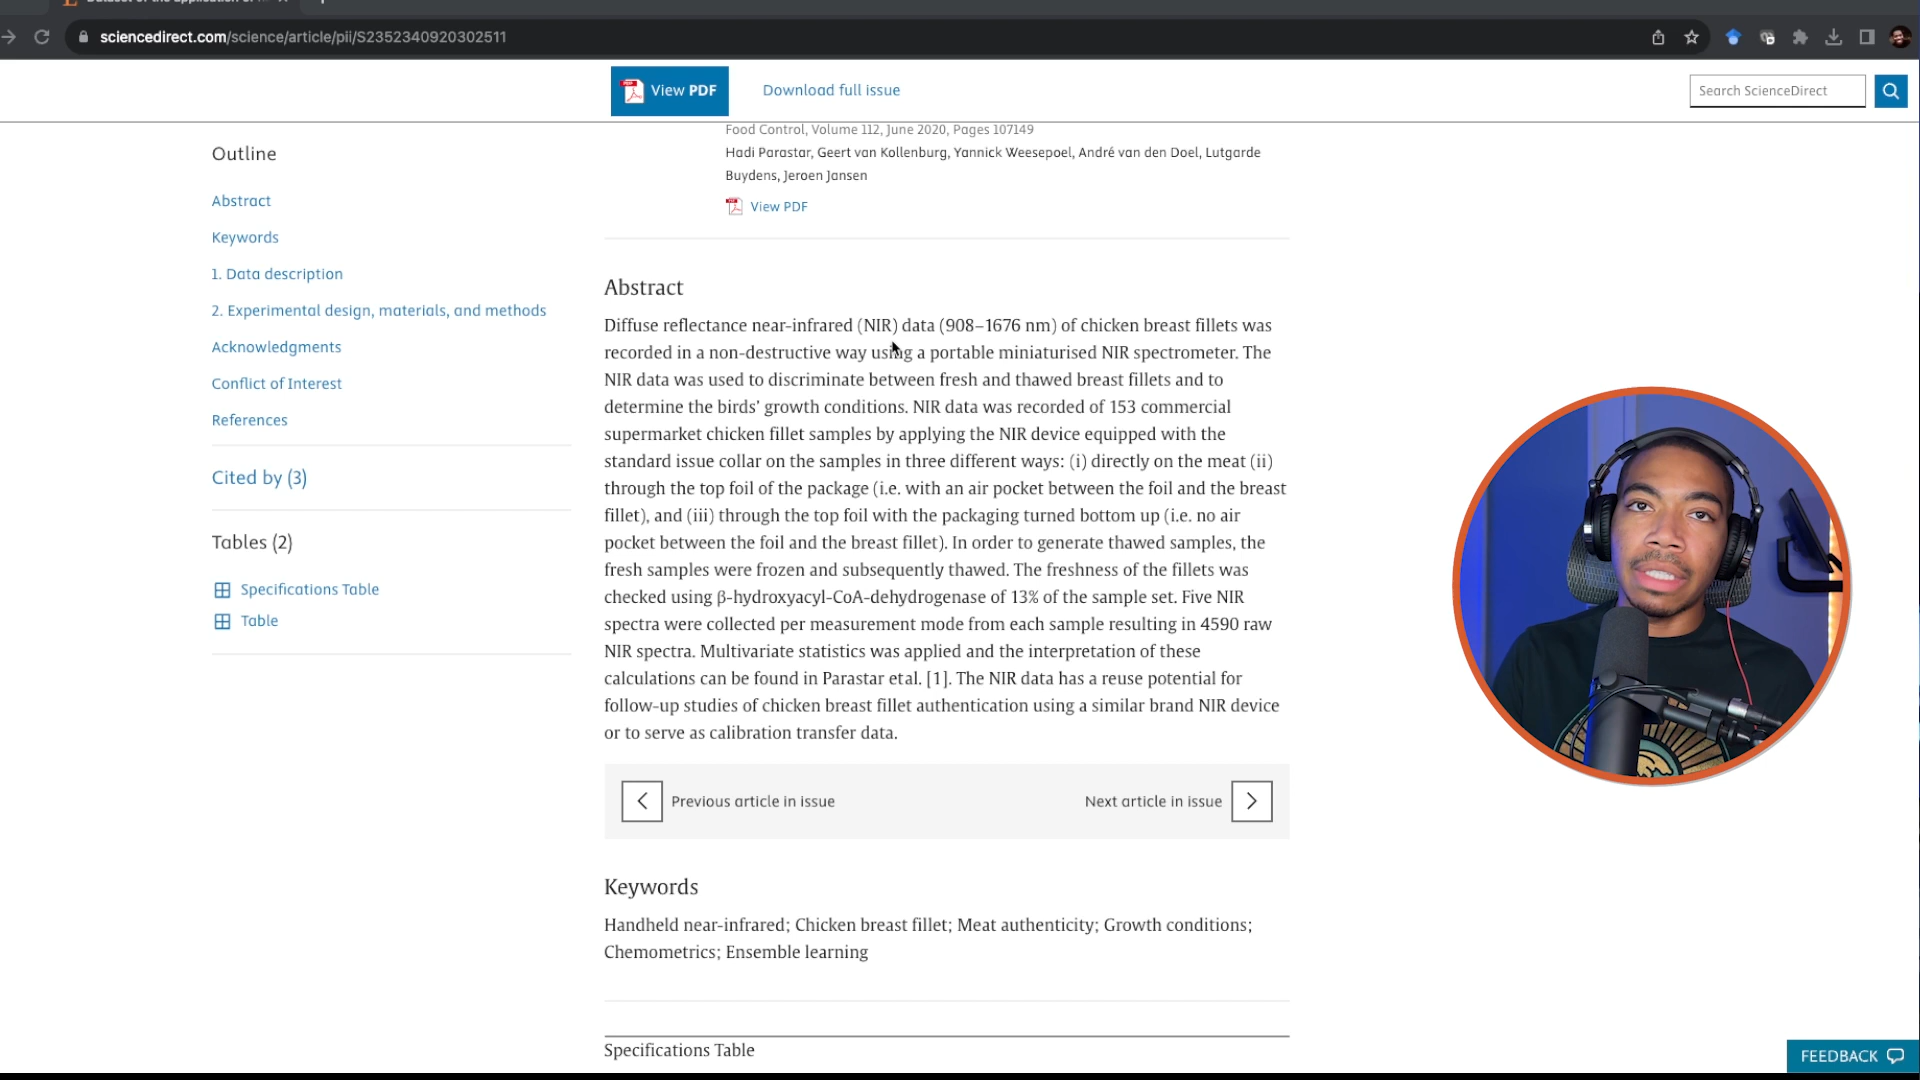 sciencedirect.com/science/article/pii/S2352340920302511
View PDF
Download full issue
Search ScienceDirect
Outline
Abstract
Keywords
1. Data description
2. Experimental design, materials, and methods
Acknowledgments
Conflict of Interest
References
Cited by (3)
Tables (2)
Specifications Table
Table
Food Control, Volume 112, June 2020, Pages 107149
Hadi Parastar, Geert van Kollenburg, Yannick Weesepoel, André van den Doel, Lutgarde
Buydens, Jeroen Jansen
View PDF
Abstract
Diffuse reflectance near-infrared (NIR) data (908–1676 nm) of chicken breast fillets was
recorded in a non-destructive way using a portable miniaturised NIR spectrometer. The
NIR data was used to discriminate between fresh and thawed breast fillets and to
determine the birds’ growth conditions. NIR data was recorded of 153 commercial
supermarket chicken fillet samples by applying the NIR device equipped with the
standard issue collar on the samples in three different ways: (i) directly on the meat (ii)
through the top foil of the package (i.e. with an air pocket between the foil and the breast
fillet), and (iii) through the top foil with the packaging turned bottom up (i.e. no air
pocket between the foil and the breast fillet). In order to generate thawed samples, the
fresh samples were frozen and subsequently thawed. The freshness of the fillets was
checked using β-hydroxyacyl-CoA-dehydrogenase of 13% of the sample set. Five NIR
spectra were collected per measurement mode from each sample resulting in 4590 raw
NIR spectra. Multivariate statistics was applied and the interpretation of these
calculations can be found in Parastar et al. [1]. The NIR data has a reuse potential for
follow-up studies of chicken breast fillet authentication using a similar brand NIR device
or to serve as calibration transfer data.
Previous article in issue
Next article in issue
Keywords
Handheld near-infrared; Chicken breast fillet; Meat authenticity; Growth conditions;
Chemometrics; Ensemble learning
Specifications Table
FEEDBACK